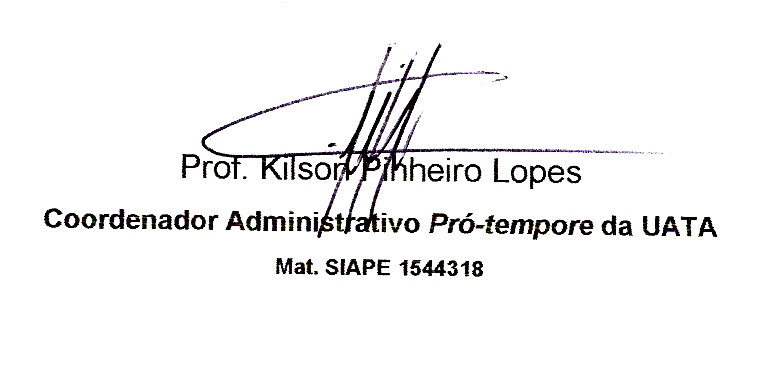 Prof. Kilson Pinheiro Lopes
Coordenador Administrativo Pró-tempore da UATA
Mat. SIAPE 1544318